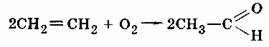 2CH₂=CH₂ + O₂ → 2CH₃—C(=O)—H